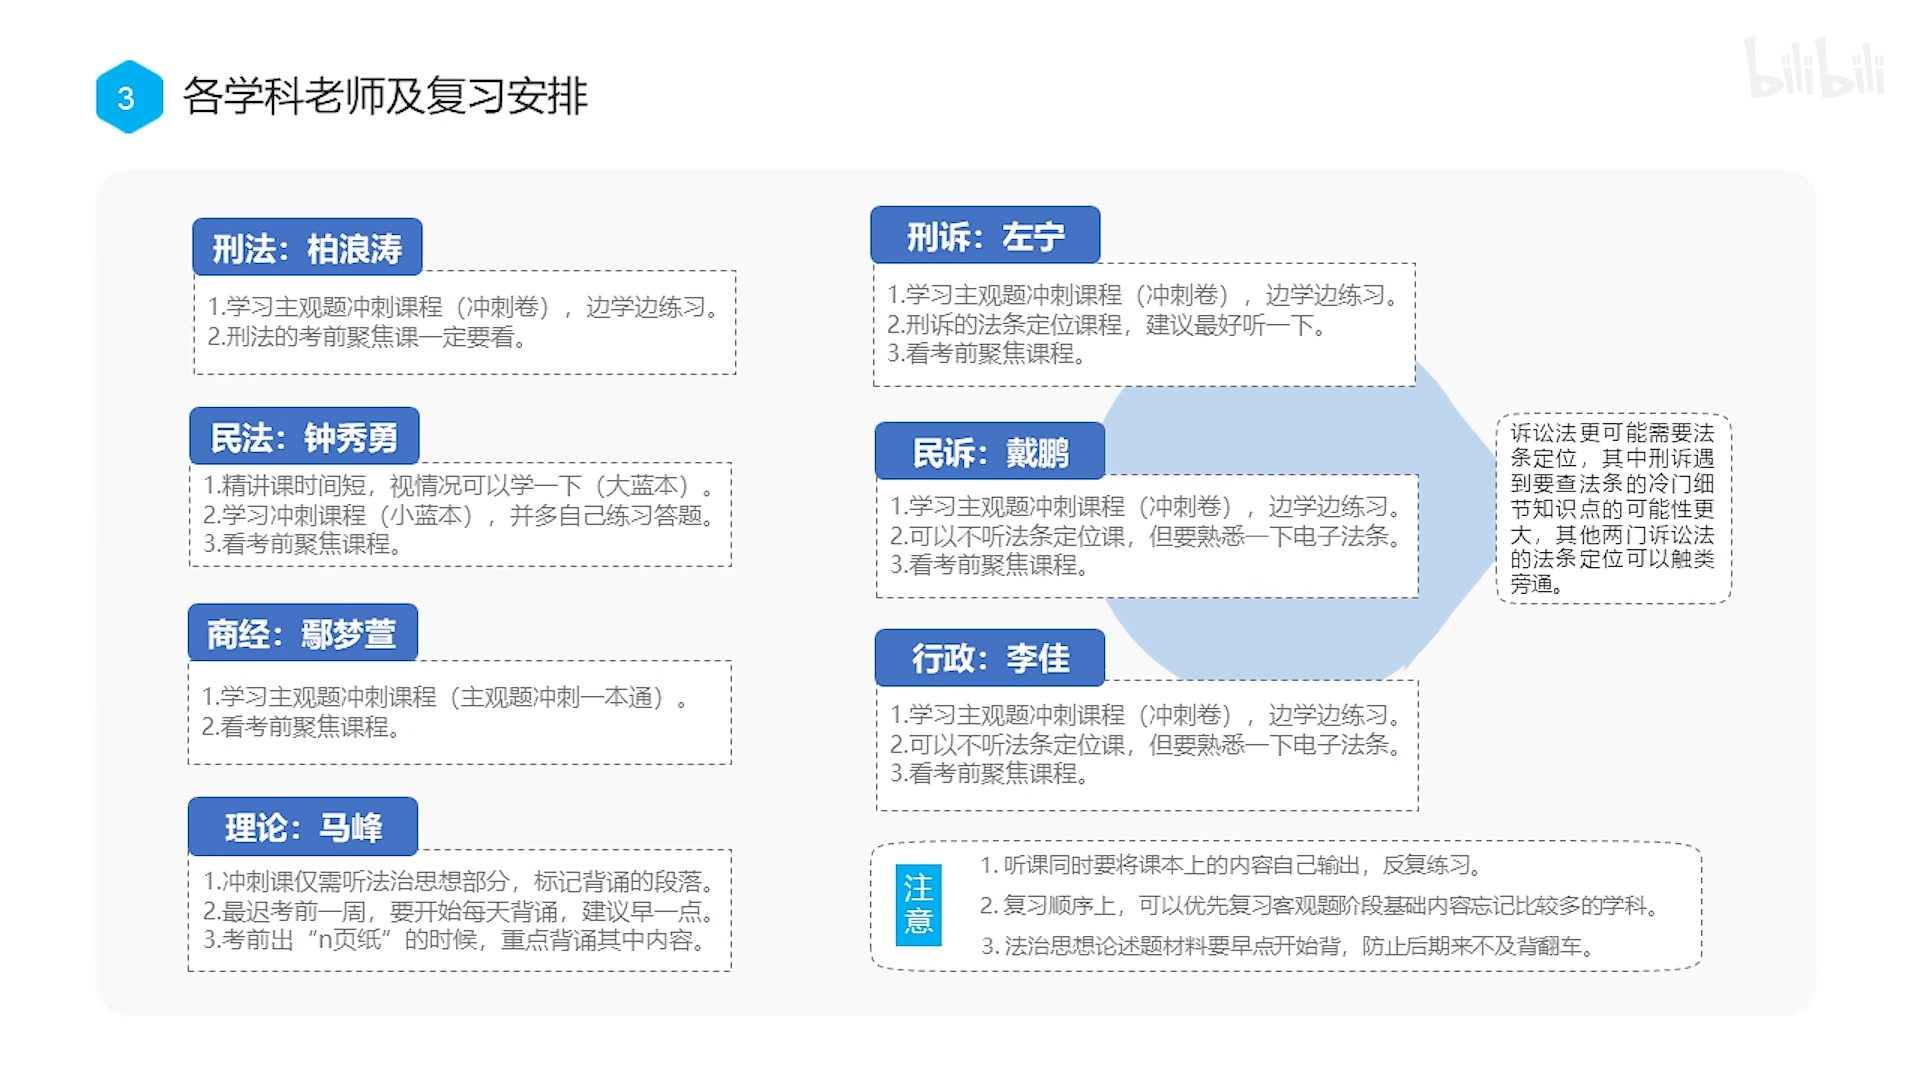 3
各学科老师及复习安排
bilibili
刑法：柏浪涛
1.学习主观题冲刺课程（冲刺卷），边学边练习。
2.刑法的考前聚焦课一定要看。
民法：钟秀勇
1.精讲课时间短，视情况可以学一下（大蓝本）。
2.学习冲刺课程（小蓝本），并多自己练习答题。
3.看考前聚焦课程。
商经：鄢梦萱
1.学习主观题冲刺课程（主观题冲刺一本通）。
2.看考前聚焦课程。
理论：马峰
1.冲刺课仅需听法治思想部分，标记背诵的段落。
2.最迟考前一周，要开始每天背诵，建议早一点。
3.考前出“n页纸”的时候，重点背诵其中内容。
刑诉：左宁
1.学习主观题冲刺课程（冲刺卷），边学边练习。
2.刑诉的法条定位课程，建议最好听一下。
3.看考前聚焦课程。
民诉：戴鹏
1.学习主观题冲刺课程（冲刺卷），边学边练习。
2.可以不听法条定位课，但要熟悉一下电子法条。
3.看考前聚焦课程。
行政：李佳
1.学习主观题冲刺课程（冲刺卷），边学边练习。
2.可以不听法条定位课，但要熟悉一下电子法条。
3.看考前聚焦课程。
诉讼法更可能需要法
条定位，其中刑诉遇
到要查法条的冷门细
节知识点的可能性更
大，其他两门诉讼法
的法条定位可以触类
旁通。
注意
1. 听课同时要将课本上的内容自己输出，反复练习。
2. 复习顺序上，可以优先复习客观题阶段基础内容忘记比较多的学科。
3. 法治思想论述题材料要早点开始背，防止后期来不及背翻车。